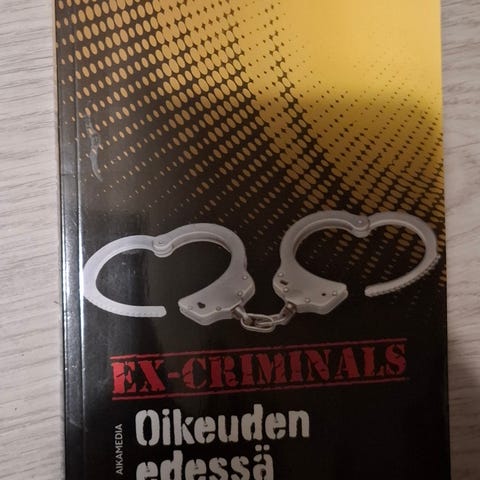 EX-CRIMINALS
Oikeuden
edessä
AIKAMEDIA